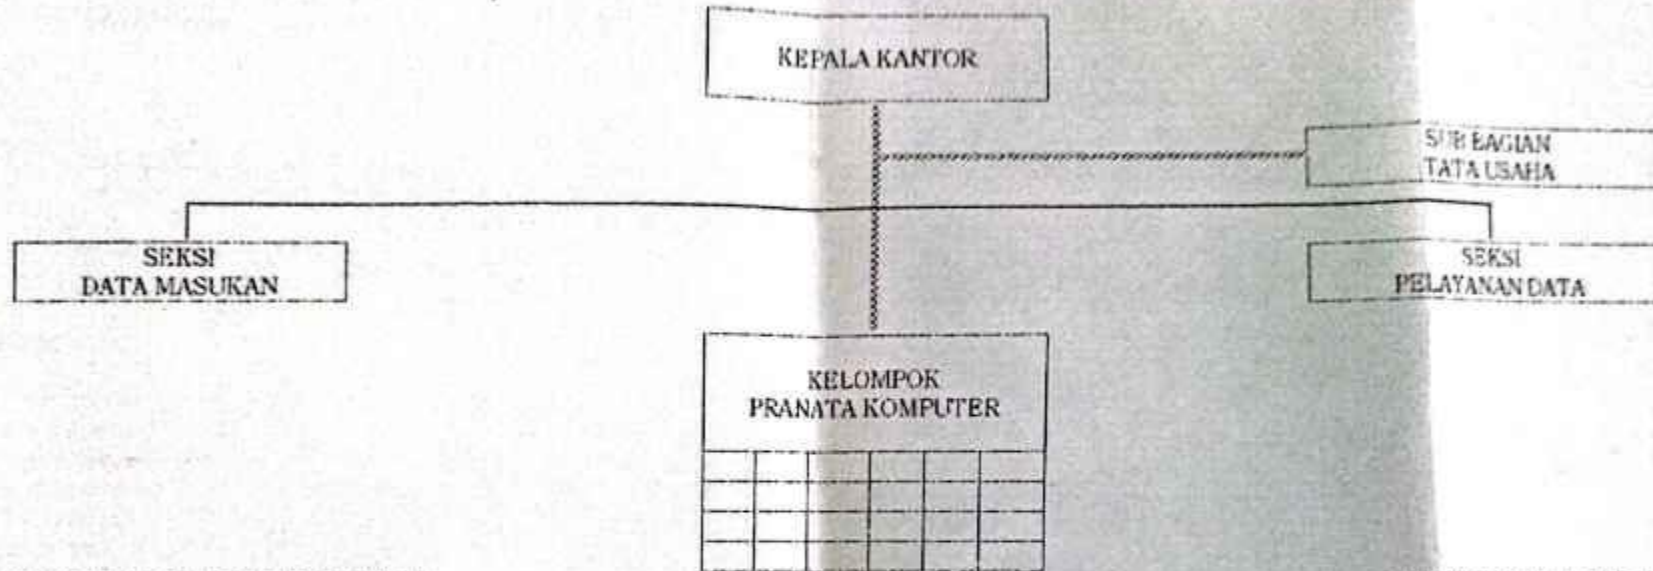 KEPALA KANTOR
SUB BAGIAN
TATA USAHA
SEKSI
DATA MASUKAN
SEKSI
PELAYANAN DATA
KELOMPOK
PRANATA KOMPUTER